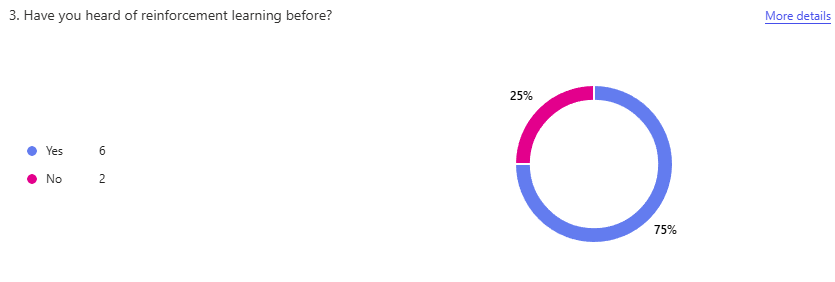 3. Have you heard of reinforcement learning before?
More details
25%
Yes 6
No 2
75%